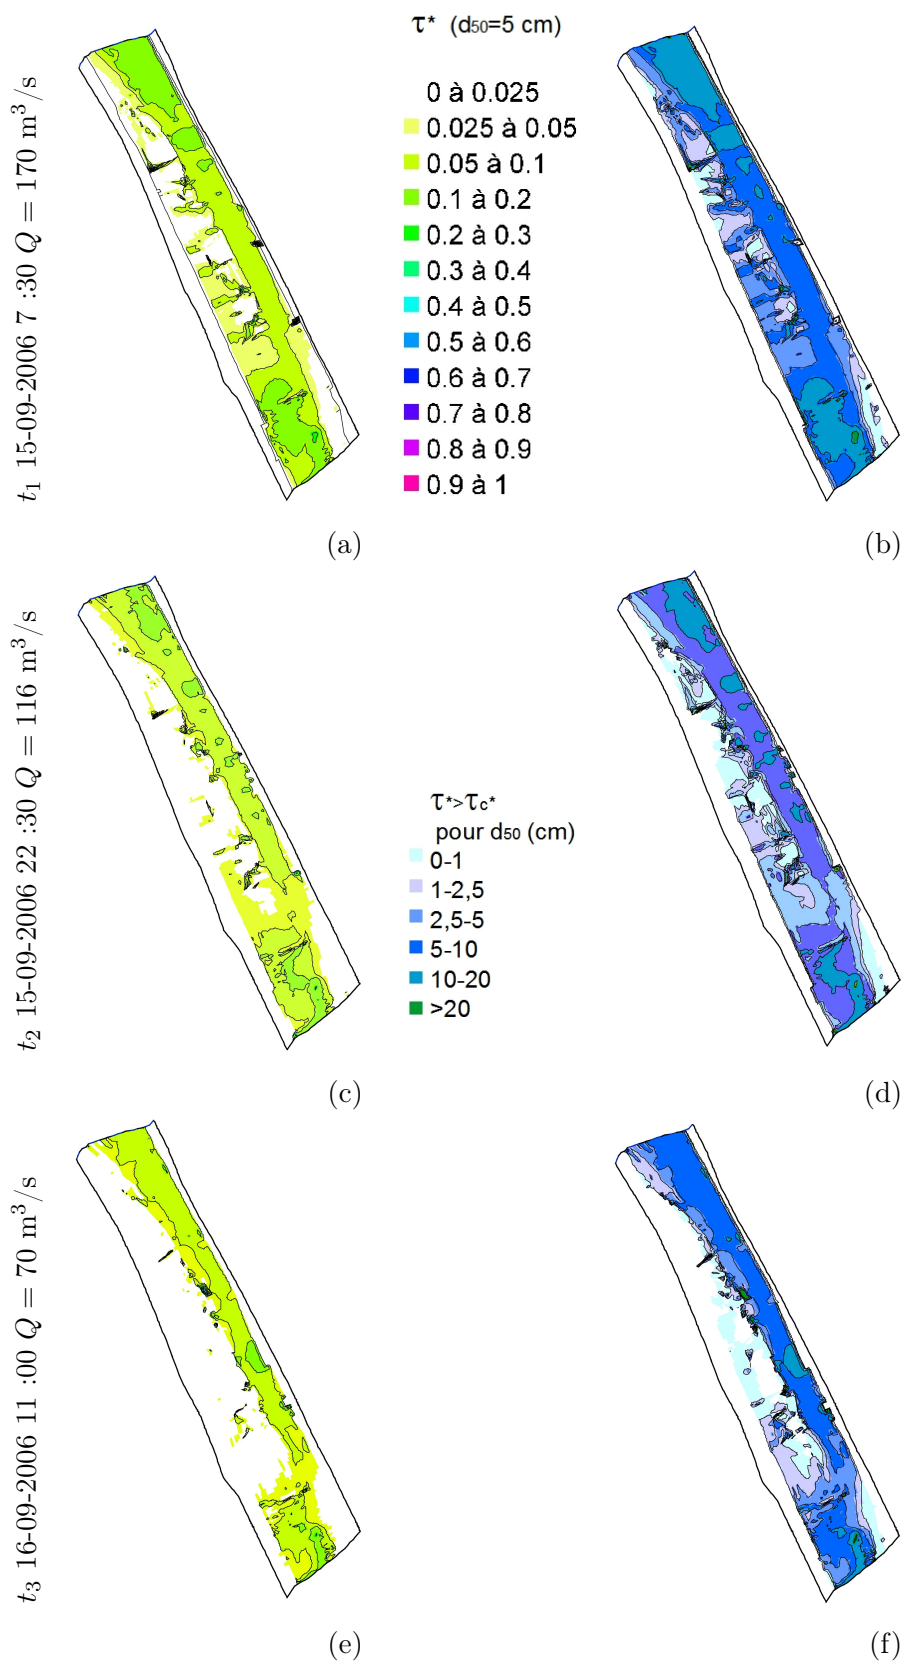 τ* (d50=5 cm)
0 à 0.025
0.025 à 0.05
0.05 à 0.1
0.1 à 0.2
0.2 à 0.3
0.3 à 0.4
0.4 à 0.5
0.5 à 0.6
0.6 à 0.7
0.7 à 0.8
0.8 à 0.9
0.9 à 1
t1 15-09-2006 7 :30 Q = 170 m³/s
(a)
(b)
t2 15-09-2006 22 :30 Q = 116 m³/s
τ*>τc*
pour d50 (cm)
0-1
1-2,5
2,5-5
5-10
10-20
>20
(c)
(d)
t3 16-09-2006 11 :00 Q = 70 m³/s
(e)
(f)